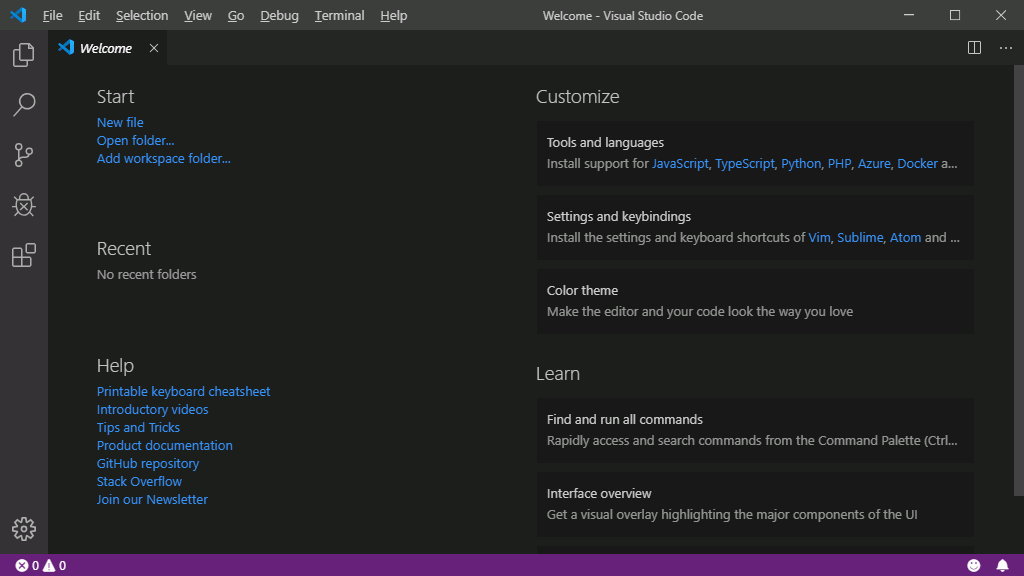 File Edit Selection View Go Debug Terminal Help Welcome - Visual Studio Code
Welcome
Start
New file
Open folder...
Add workspace folder...
Recent
No recent folders
Help
Printable keyboard cheatsheet
Introductory videos
Tips and Tricks
Product documentation
GitHub repository
Stack Overflow
Join our Newsletter
Customize
Tools and languages
Install support for JavaScript, TypeScript, Python, PHP, Azure, Docker a...
Settings and keybindings
Install the settings and keyboard shortcuts of Vim, Sublime, Atom and ...
Color theme
Make the editor and your code look the way you love
Learn
Find and run all commands
Rapidly access and search commands from the Command Palette (Ctrl...
Interface overview
Get a visual overlay highlighting the major components of the UI
0 0